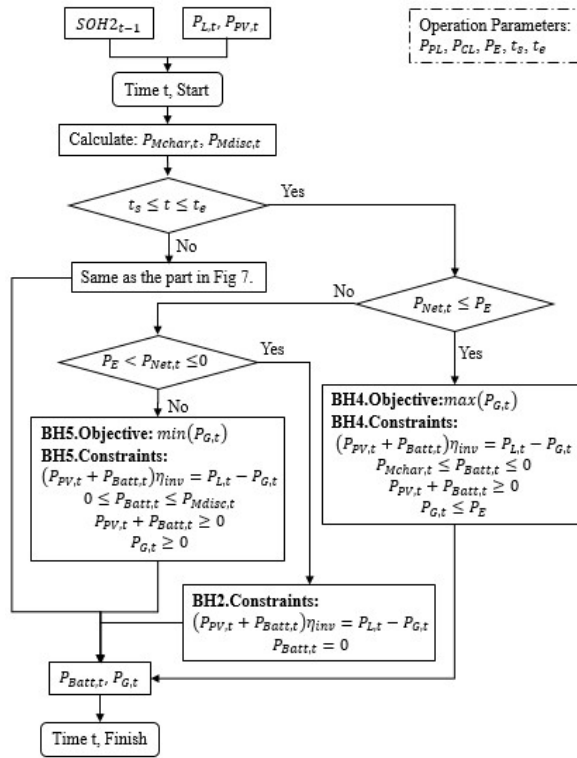 SOH2ₜ₋₁
P_{L,t}, P_{PV,t}
Operation Parameters:
P_{PL}, P_{CL}, P_E, t_s, t_e
Time t, Start
Calculate: P_{Mchar,t}, P_{Mdisc,t}
t_s ≤ t ≤ t_e
Yes
No
Same as the part in Fig 7.
P_{Net,t} ≤ P_E
No
Yes
P_E < P_{Net,t} ≤0
Yes
No
BH4.Objective:max(P_{G,t})
BH4.Constraints:
(P_{PV,t} + P_{Batt,t})η_{inv} = P_{L,t} − P_{G,t}
P_{Mchar,t} ≤ P_{Batt,t} ≤ 0
P_{PV,t} + P_{Batt,t} ≥ 0
P_{G,t} ≤ P_E
BH5.Objective: min(P_{G,t})
BH5.Constraints:
(P_{PV,t} + P_{Batt,t})η_{inv} = P_{L,t} − P_{G,t}
0 ≤ P_{Batt,t} ≤ P_{Mdisc,t}
P_{PV,t} + P_{Batt,t} ≥ 0
P_{G,t} ≥ 0
BH2.Constraints:
(P_{PV,t} + P_{Batt,t})η_{inv} = P_{L,t} − P_{G,t}
P_{Batt,t} = 0
P_{Batt,t}, P_{G,t}
Time t, Finish